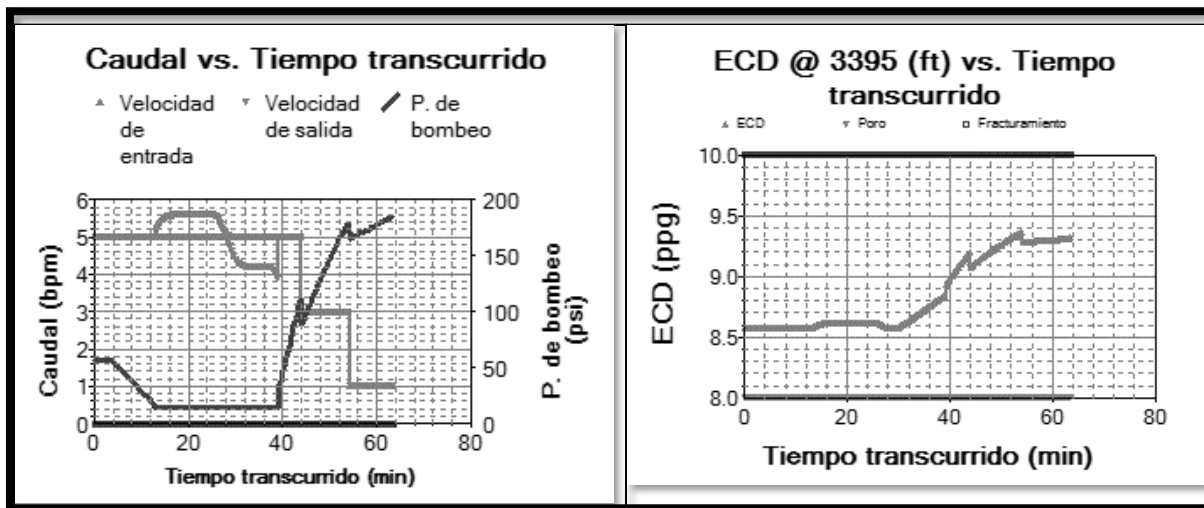 Caudal vs. Tiempo transcurrido
Velocidad de entrada
Velocidad de salida
P. de bombeo
6
5
4
3
2
1
0
Caudal (bpm)
200
150
100
50
0
P. de bombeo (psi)
0
20
40
60
80
Tiempo transcurrido (min)
ECD @ 3395 (ft) vs. Tiempo
transcurrido
ECD
Poro
Fracturamiento
10.0
9.5
9.0
8.5
8.0
ECD (ppg)
0
20
40
60
80
Tiempo transcurrido (min)